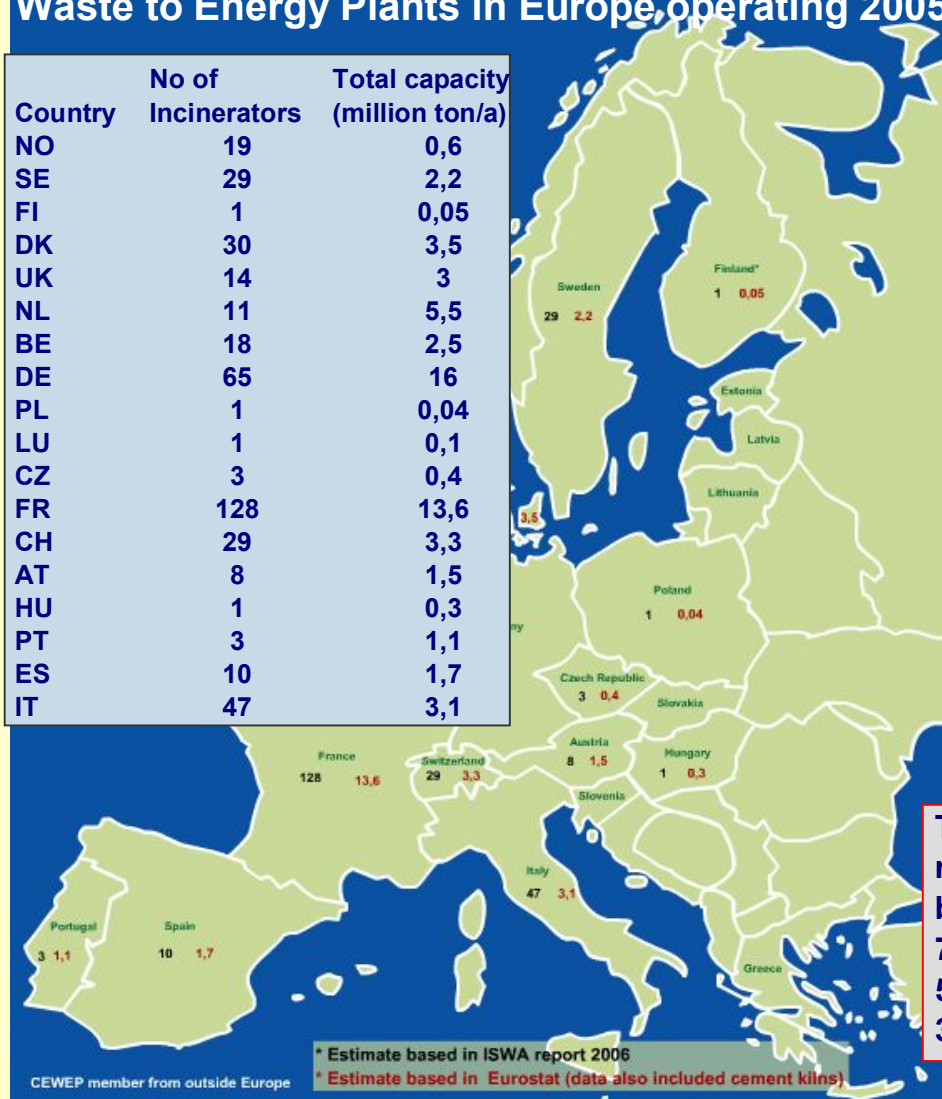 Waste to Energy Plants in Europe operating 2005
No of Total capacity
Country Incinerators (million ton/a)
NO 19 0,6
SE 29 2,2
FI 1 0,05
DK 30 3,5
UK 14 3
NL 11 5,5
BE 18 2,5
DE 65 16
PL 1 0,04
LU 1 0,1
CZ 3 0,4
FR 128 13,6
CH 29 3,3
AT 8 1,5
HU 1 0,3
PT 3 1,1
ES 10 1,7
IT 47 3,1
Finland*
1 0,05
Sweden
29 2,2
Estonia
Latvia
Lithuania
3,5
Poland
1 0,04
ny
Czech Republic
3 0,4
Slovakia
Austria
8 1,5
Hungary
1 0,3
France
128 13,6
Switzerland
29 3,3
Slovenia
Italy
47 3,1
Portugal
3 1,1
Spain
10 1,7
Greece
7
5
3
* Estimate based in ISWA report 2006
* Estimate based in Eurostat (data also included cement kilns)
CEWEP member from outside Europe